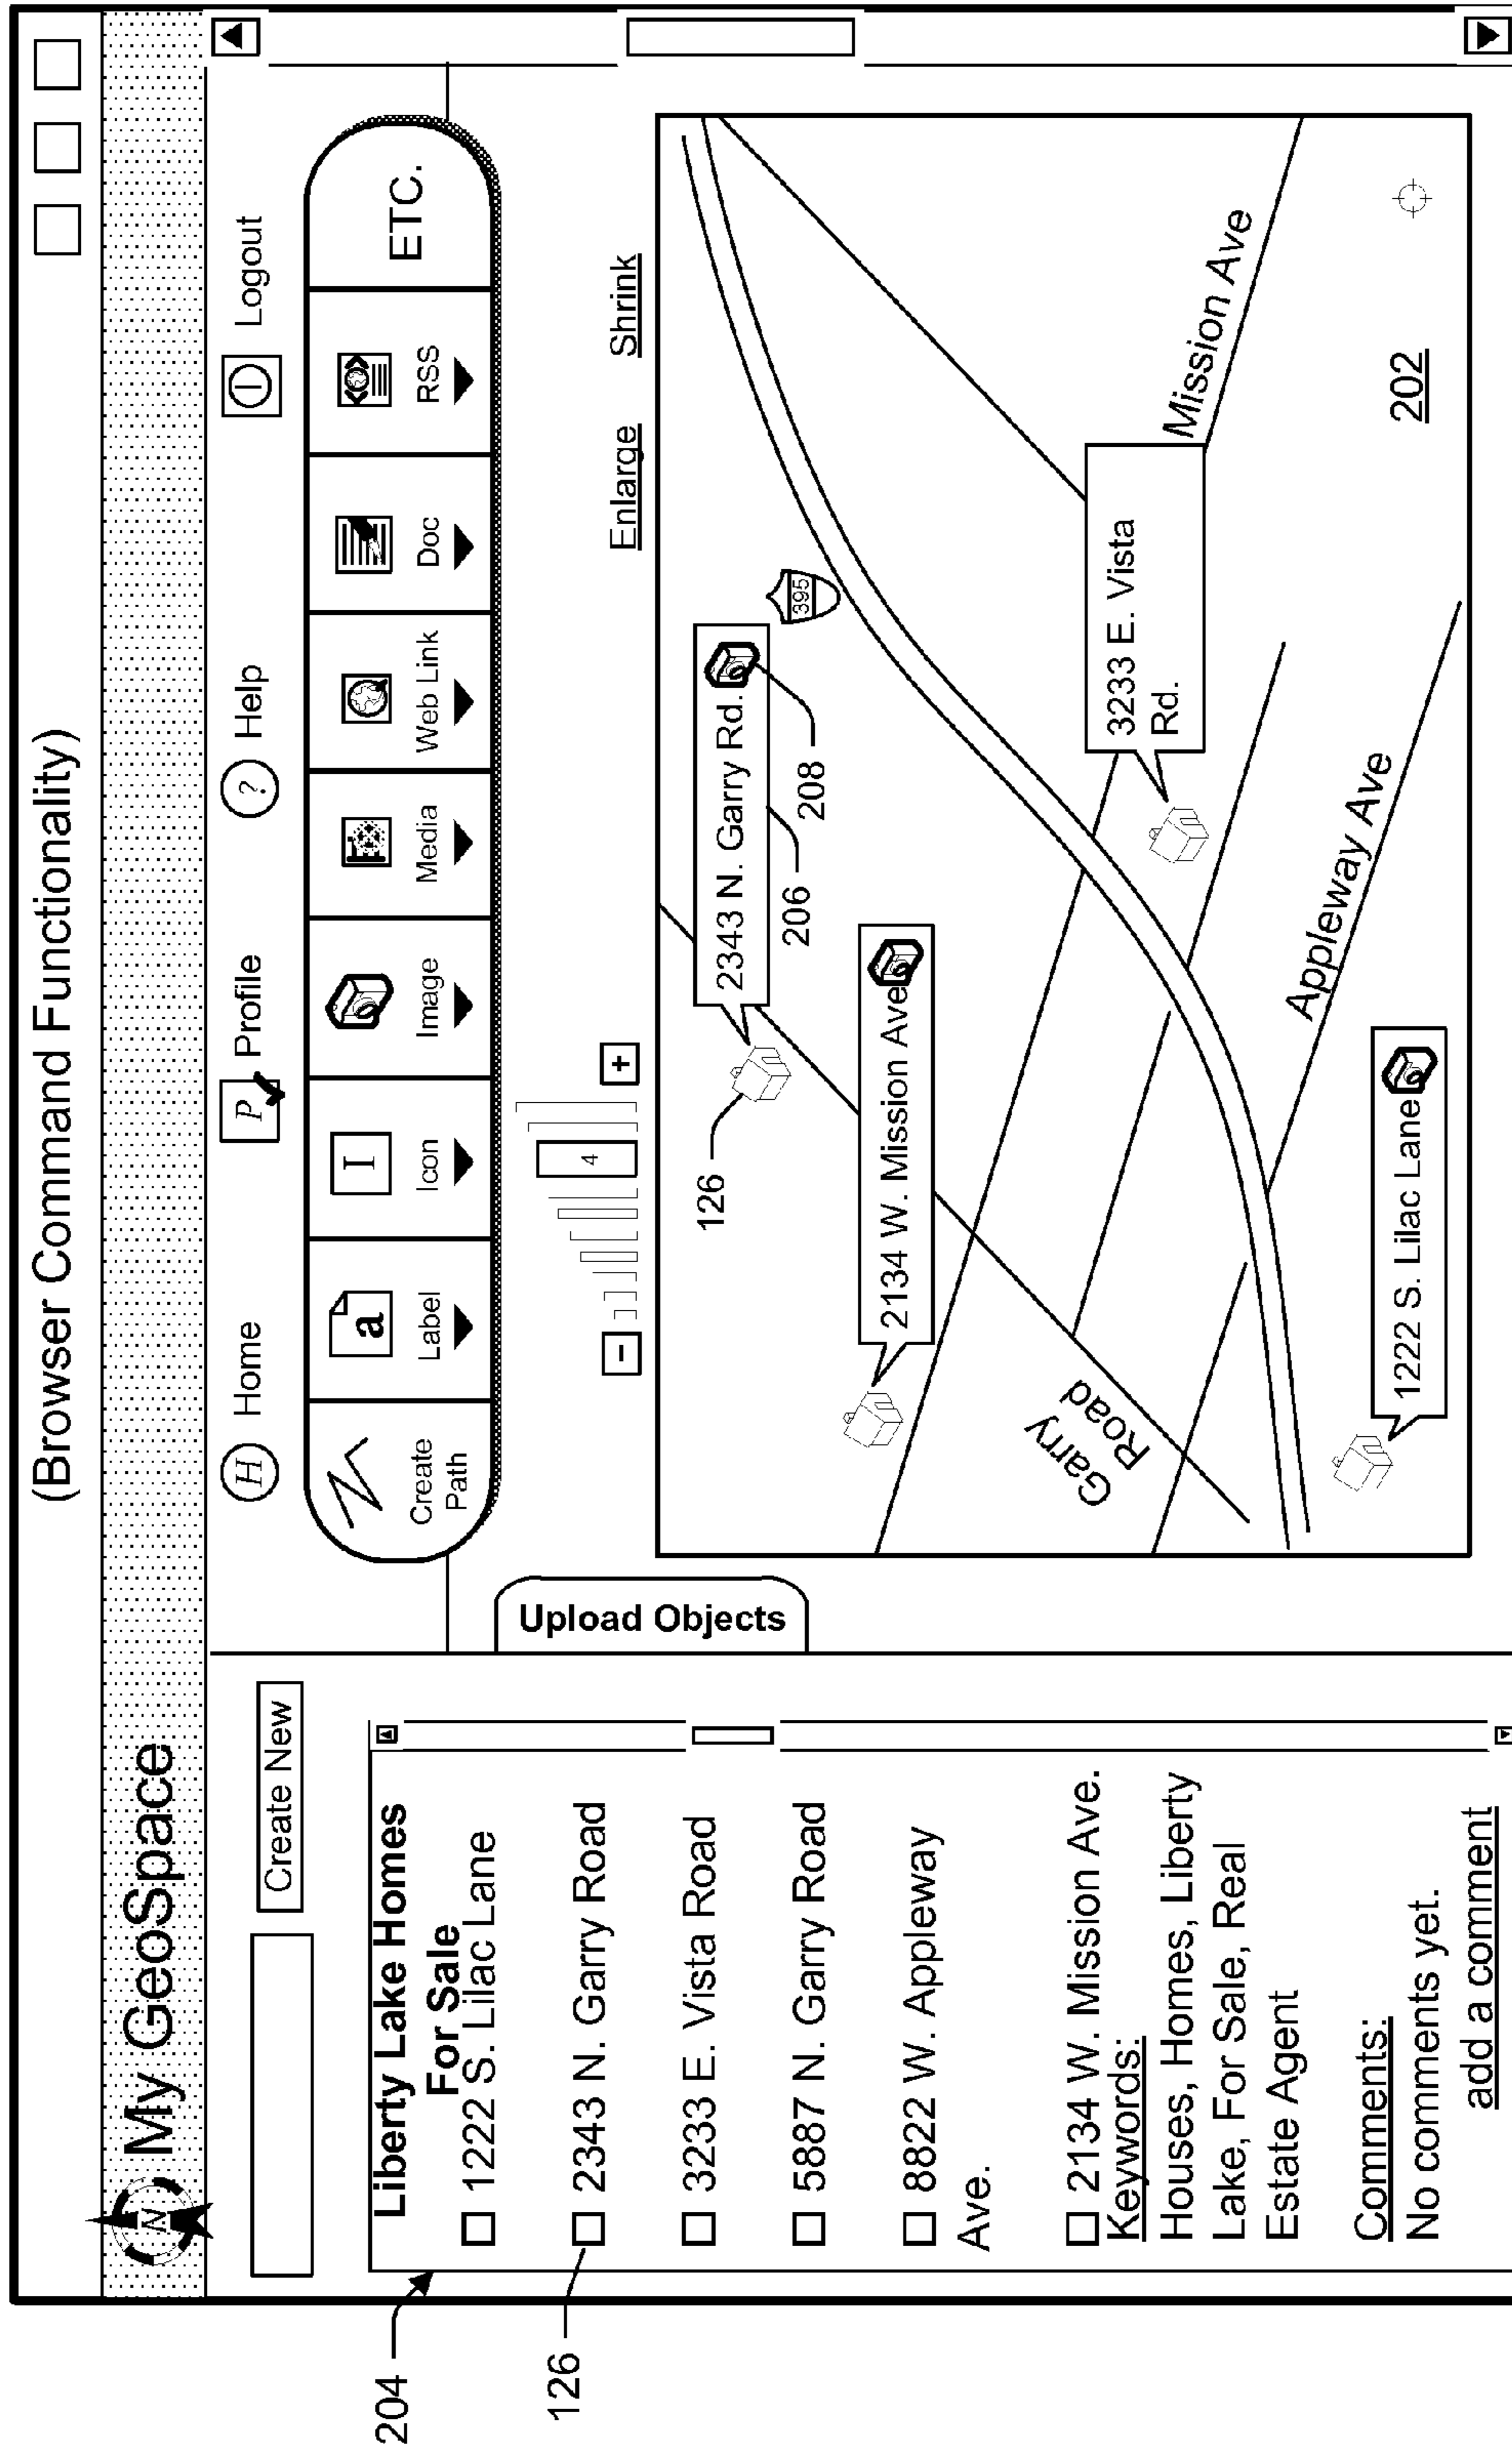 (Browser Command Functionality)
N My GeoSpace
Create New
H Home
P Profile
? Help
Logout
Create
Path
a
Label
I
Icon
Image
Media
Web Link
Doc
RSS
ETC.
204
Liberty Lake Homes
For Sale
1222 S. Lilac Lane
126
2343 N. Garry Road
3233 E. Vista Road
5887 N. Garry Road
8822 W. Appleway
Ave.
2134 W. Mission Ave.
Keywords:
Houses, Homes, Liberty
Lake, For Sale, Real
Estate Agent
Comments:
No comments yet.
add a comment
Upload Objects
-
4
+
Enlarge
Shrink
126
2343 N. Garry Rd.
206
208
395
2134 W. Mission Ave
3233 E. Vista
Rd.
Mission Ave
Garry
Road
Appleway Ave
1222 S. Lilac Lane
202